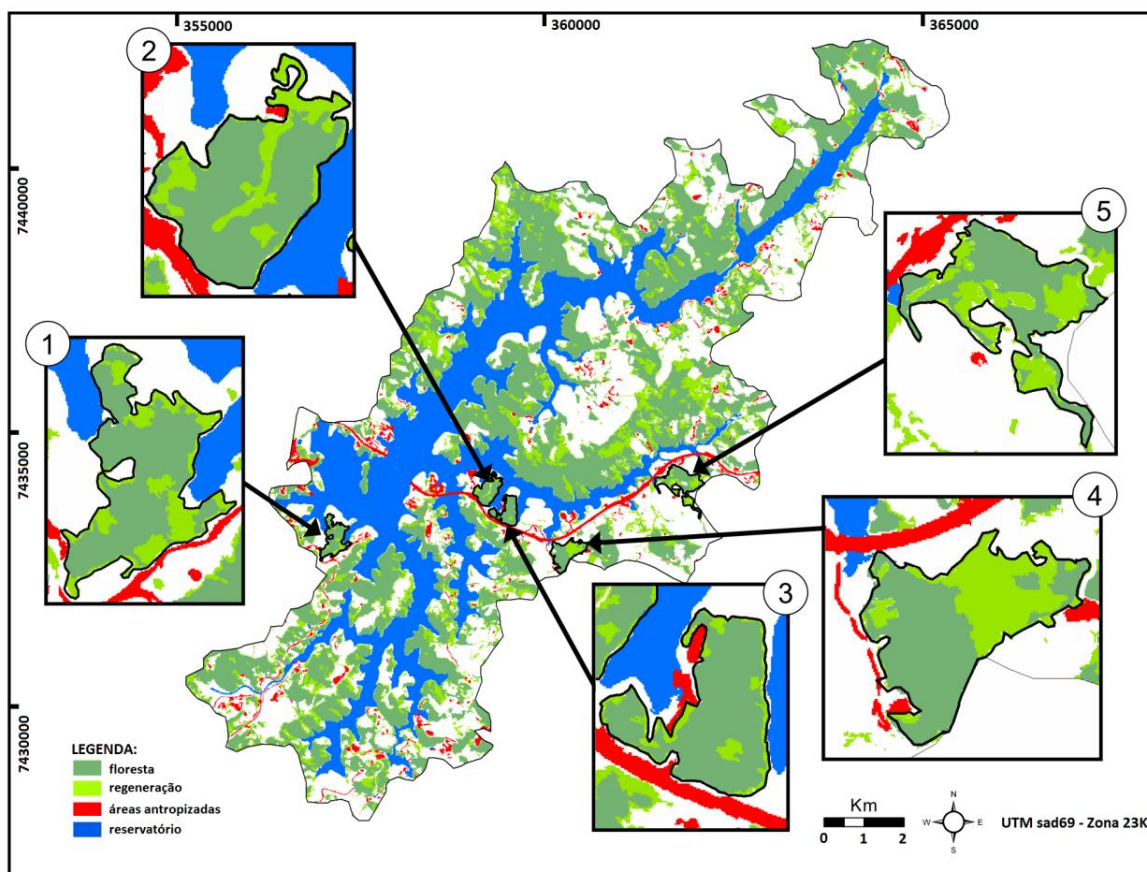 355000
360000
365000
7440000
7435000
7430000
2
1
5
4
3
LEGENDA:
floresta
regeneração
áreas antropizadas
reservatório
Km
0 1 2
N
W E
S
UTM sad69 - Zona 23K